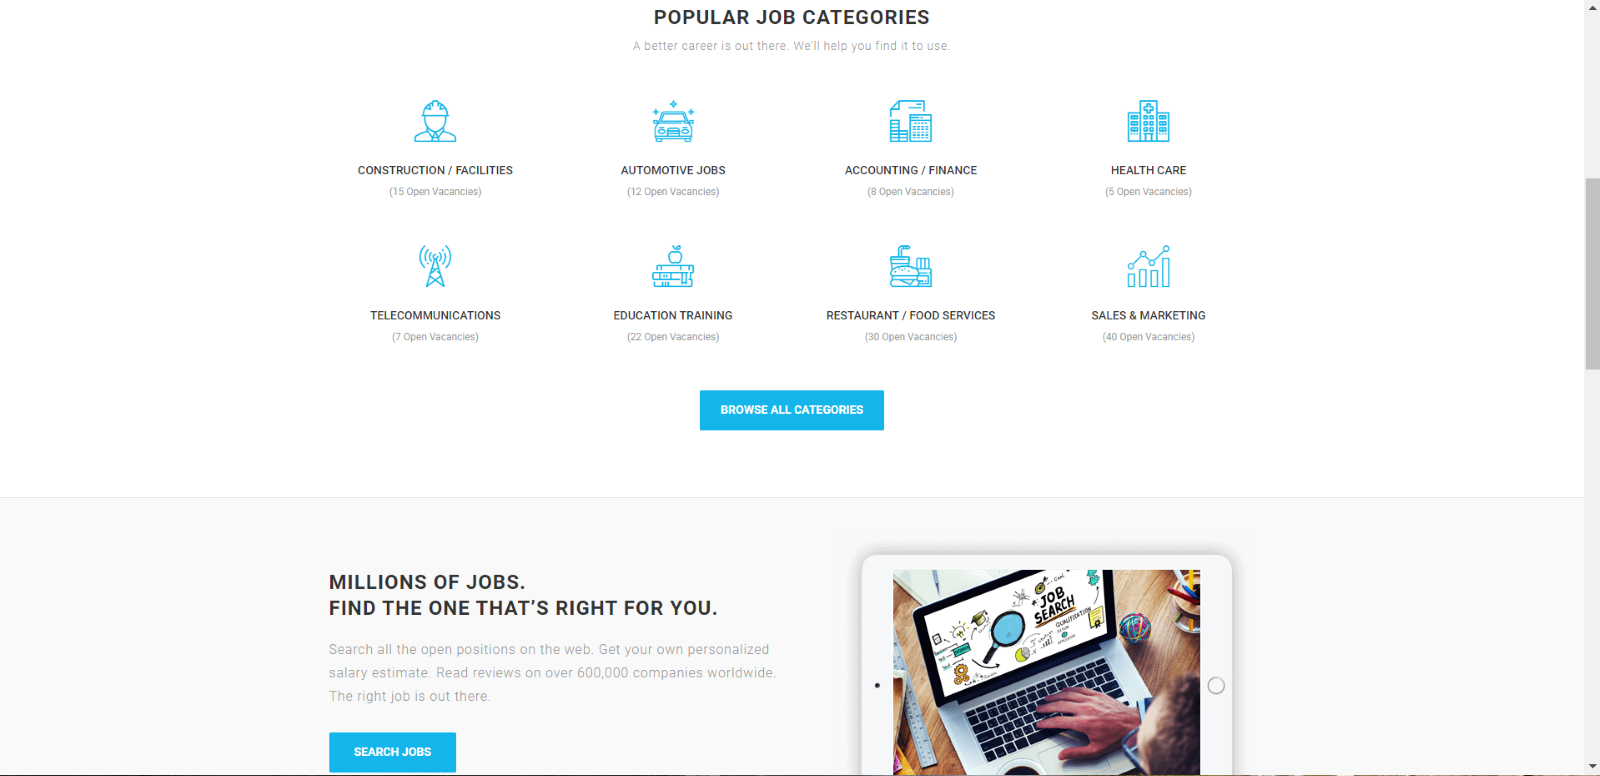 POPULAR JOB CATEGORIES
A better career is out there. We'll help you find it to use.
CONSTRUCTION / FACILITIES
(15 Open Vacancies)
AUTOMOTIVE JOBS
(12 Open Vacancies)
ACCOUNTING / FINANCE
(8 Open Vacancies)
HEALTH CARE
(5 Open Vacancies)
TELECOMMUNICATIONS
(7 Open Vacancies)
EDUCATION TRAINING
(22 Open Vacancies)
RESTAURANT / FOOD SERVICES
(30 Open Vacancies)
SALES & MARKETING
(40 Open Vacancies)
BROWSE ALL CATEGORIES
MILLIONS OF JOBS.
FIND THE ONE THAT’S RIGHT FOR YOU.
Search all the open positions on the web. Get your own personalized
salary estimate. Read reviews on over 600,000 companies worldwide.
The right job is out there.
SEARCH JOBS
JOB
SEARCH
QUALIFICATION